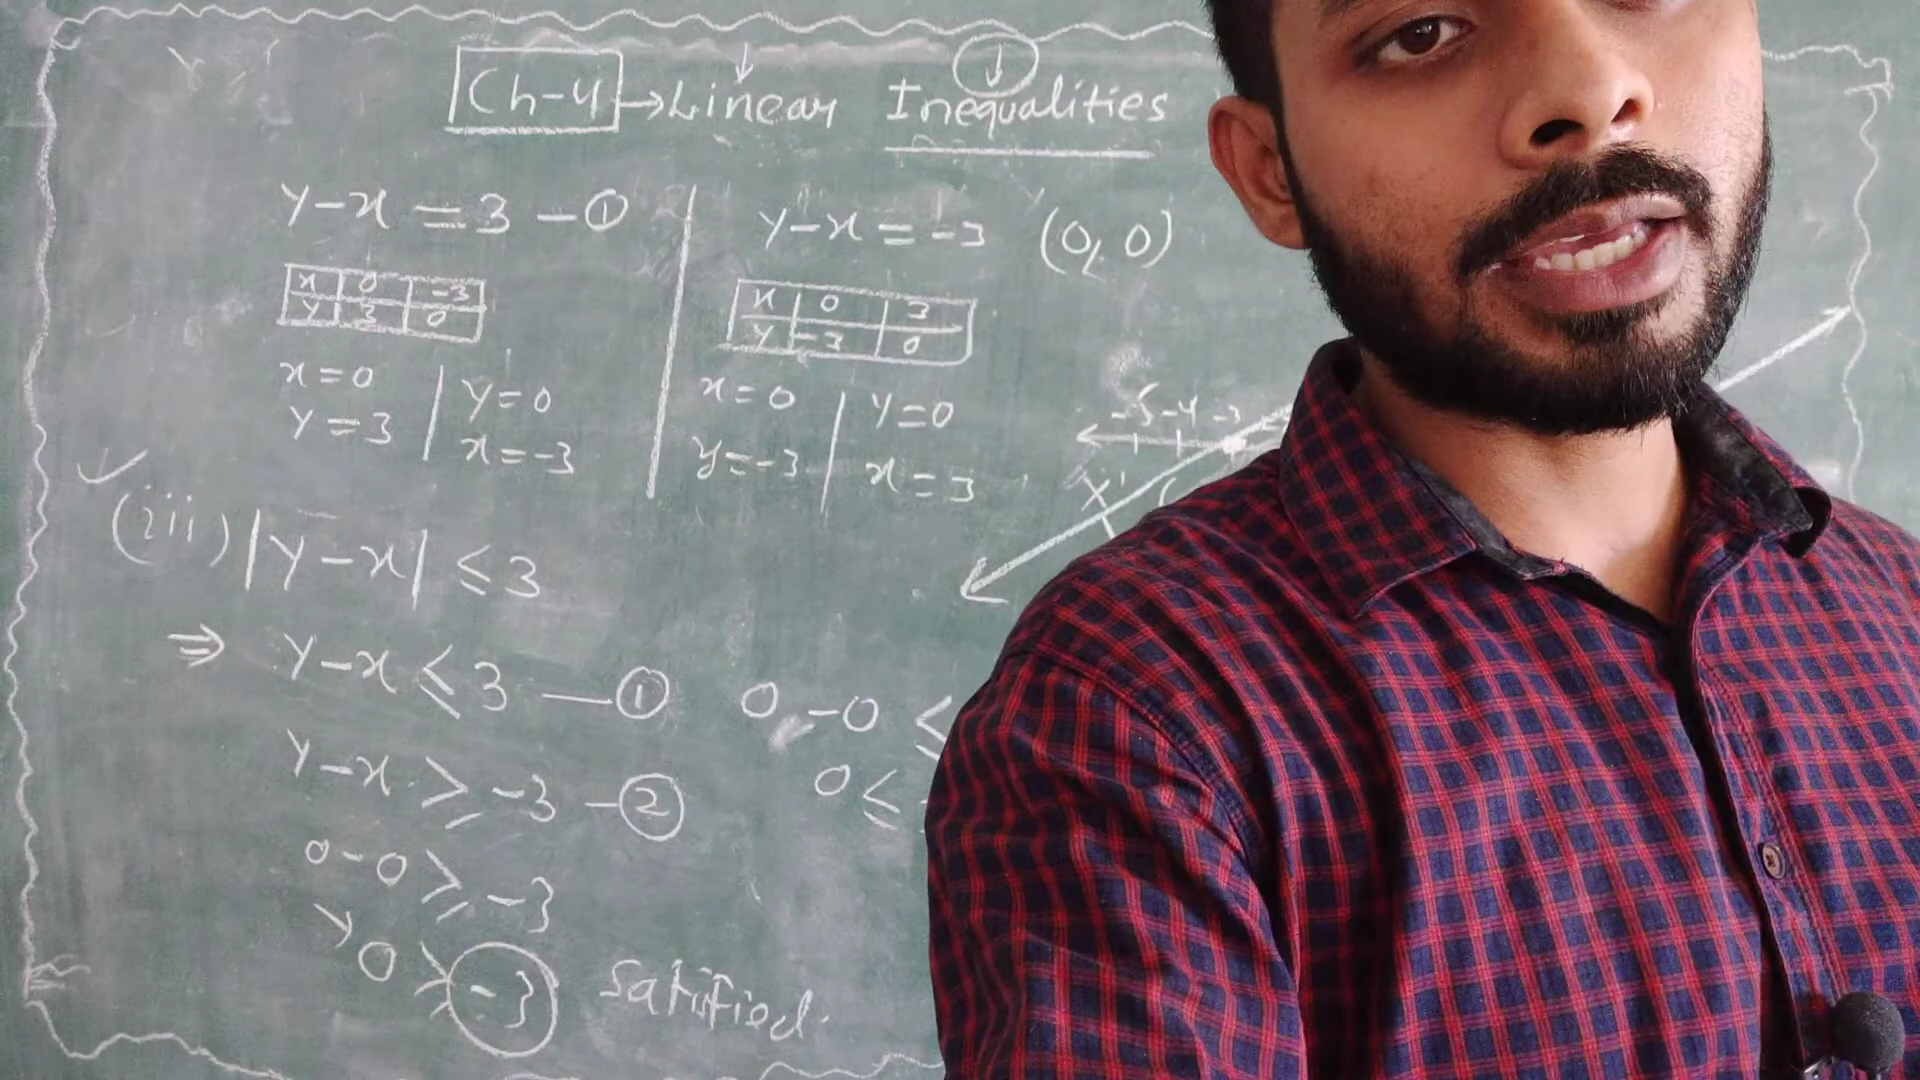 Ch-4 → Linear Inequalities
y-x = 3 - ①
x 0 -3
y 3 0
x=0 y=0
y=3 x=-3
y-x = -3 (0, 0)
x 0 3
y -3 0
x=0 y=0
y=-3 x=3
-5 -4 -3
X'
(iii) |y-x| ≤ 3
⇒ y-x ≤ 3 — ①
y-x ≥ -3 - ②
0-0 ≥ -3
0 ≥ -3 Satisfied.
0-0 ≤
0 ≤